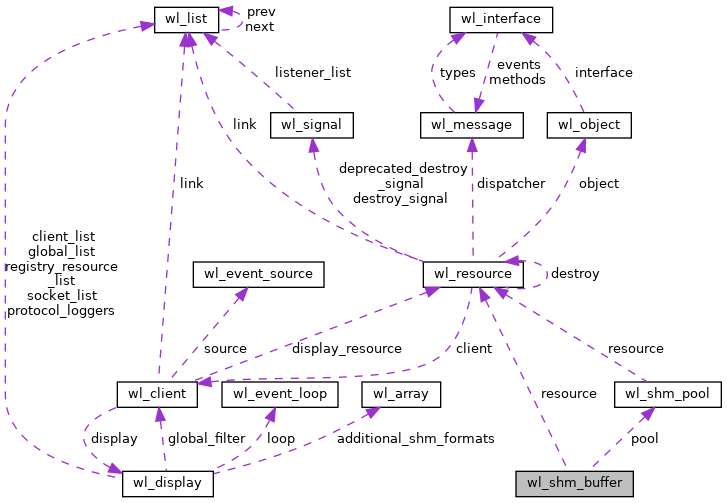 wl_list
prev
next
wl_interface
listener_list
types
events
methods
interface
link
wl_signal
wl_message
wl_object
link
deprecated_destroy
_signal
destroy_signal
dispatcher
object
client_list
global_list
registry_resource
_list
socket_list
protocol_loggers
wl_event_source
wl_resource
destroy
source
display_resource
client
resource
wl_client
wl_event_loop
wl_array
resource
wl_shm_pool
display
global_filter
loop
additional_shm_formats
pool
wl_display
wl_shm_buffer